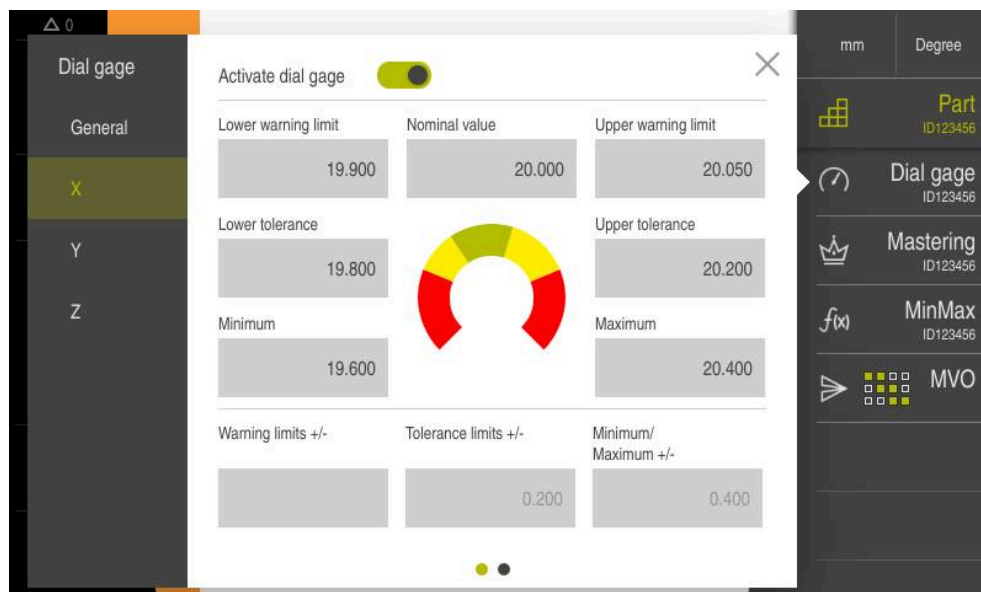 0
Dial gage
General
X
Y
Z
Activate dial gage
Lower warning limit
Nominal value
Upper warning limit
19.900
20.000
20.050
Lower tolerance
Upper tolerance
19.800
20.200
Minimum
Maximum
19.600
20.400
Warning limits +/-
Tolerance limits +/-
Minimum/
Maximum +/-
0.200
0.400
mm
Degree
Part
ID123456
Dial gage
ID123456
Mastering
ID123456
f(x)
MinMax
ID123456
MVO